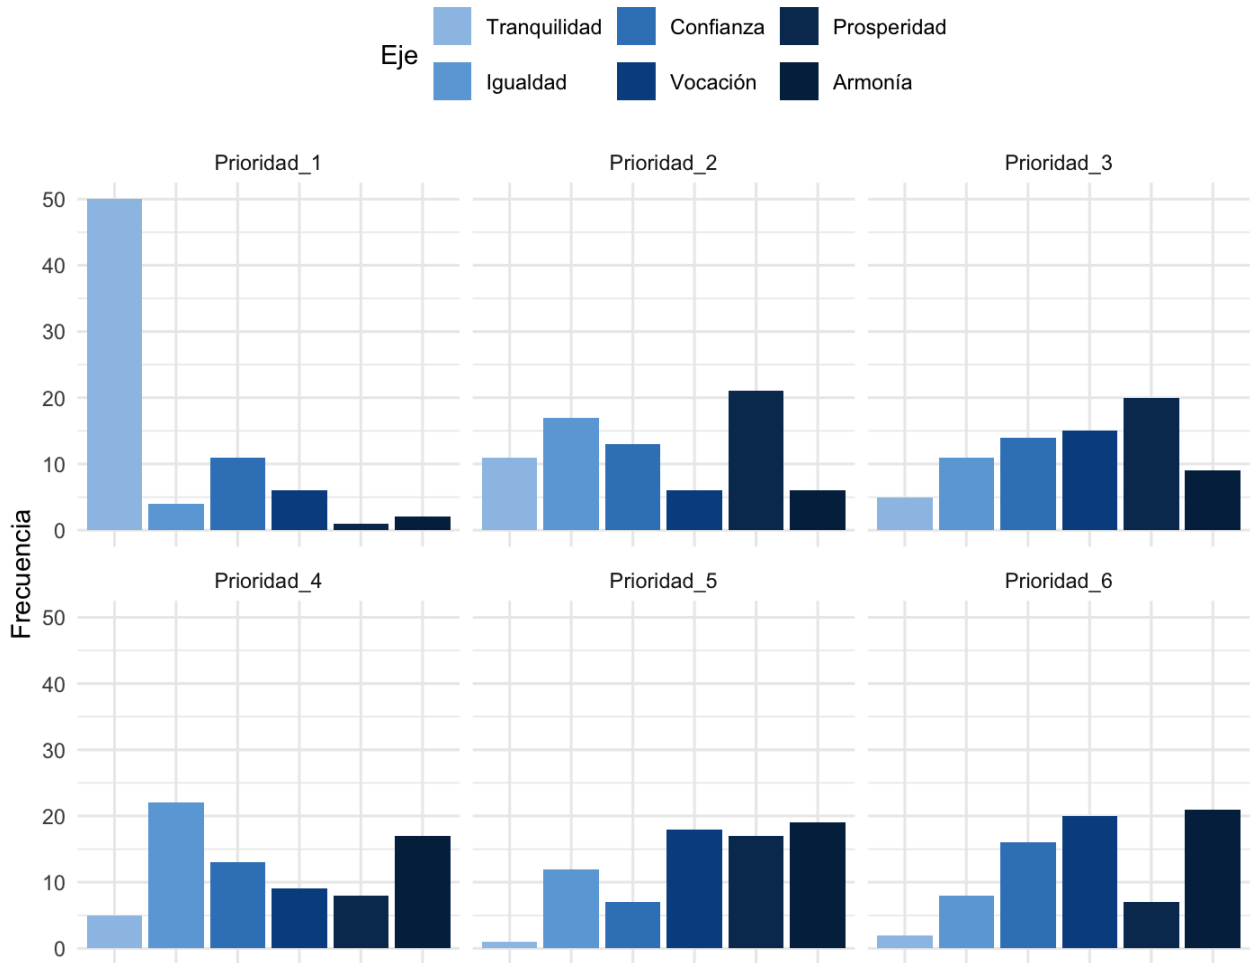 Eje
Tranquilidad Confianza Prosperidad
Igualdad Vocación Armonía
Prioridad_1 Prioridad_2 Prioridad_3
50
40
30
20
10
0
Frecuencia
Prioridad_4 Prioridad_5 Prioridad_6
50
40
30
20
10
0